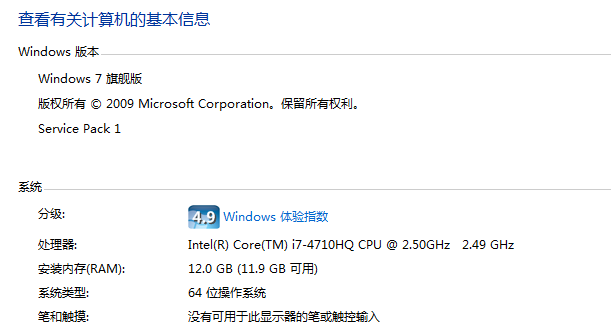 查看有关计算机的基本信息
Windows 版本
Windows 7 旗舰版
版权所有 © 2009 Microsoft Corporation。保留所有权利。
Service Pack 1
系统
分级: 4.9 Windows 体验指数
处理器: Intel(R) Core(TM) i7-4710HQ CPU @ 2.50GHz 2.49 GHz
安装内存(RAM): 12.0 GB (11.9 GB 可用)
系统类型: 64 位操作系统
笔和触摸: 没有可用于此显示器的笔或触控输入